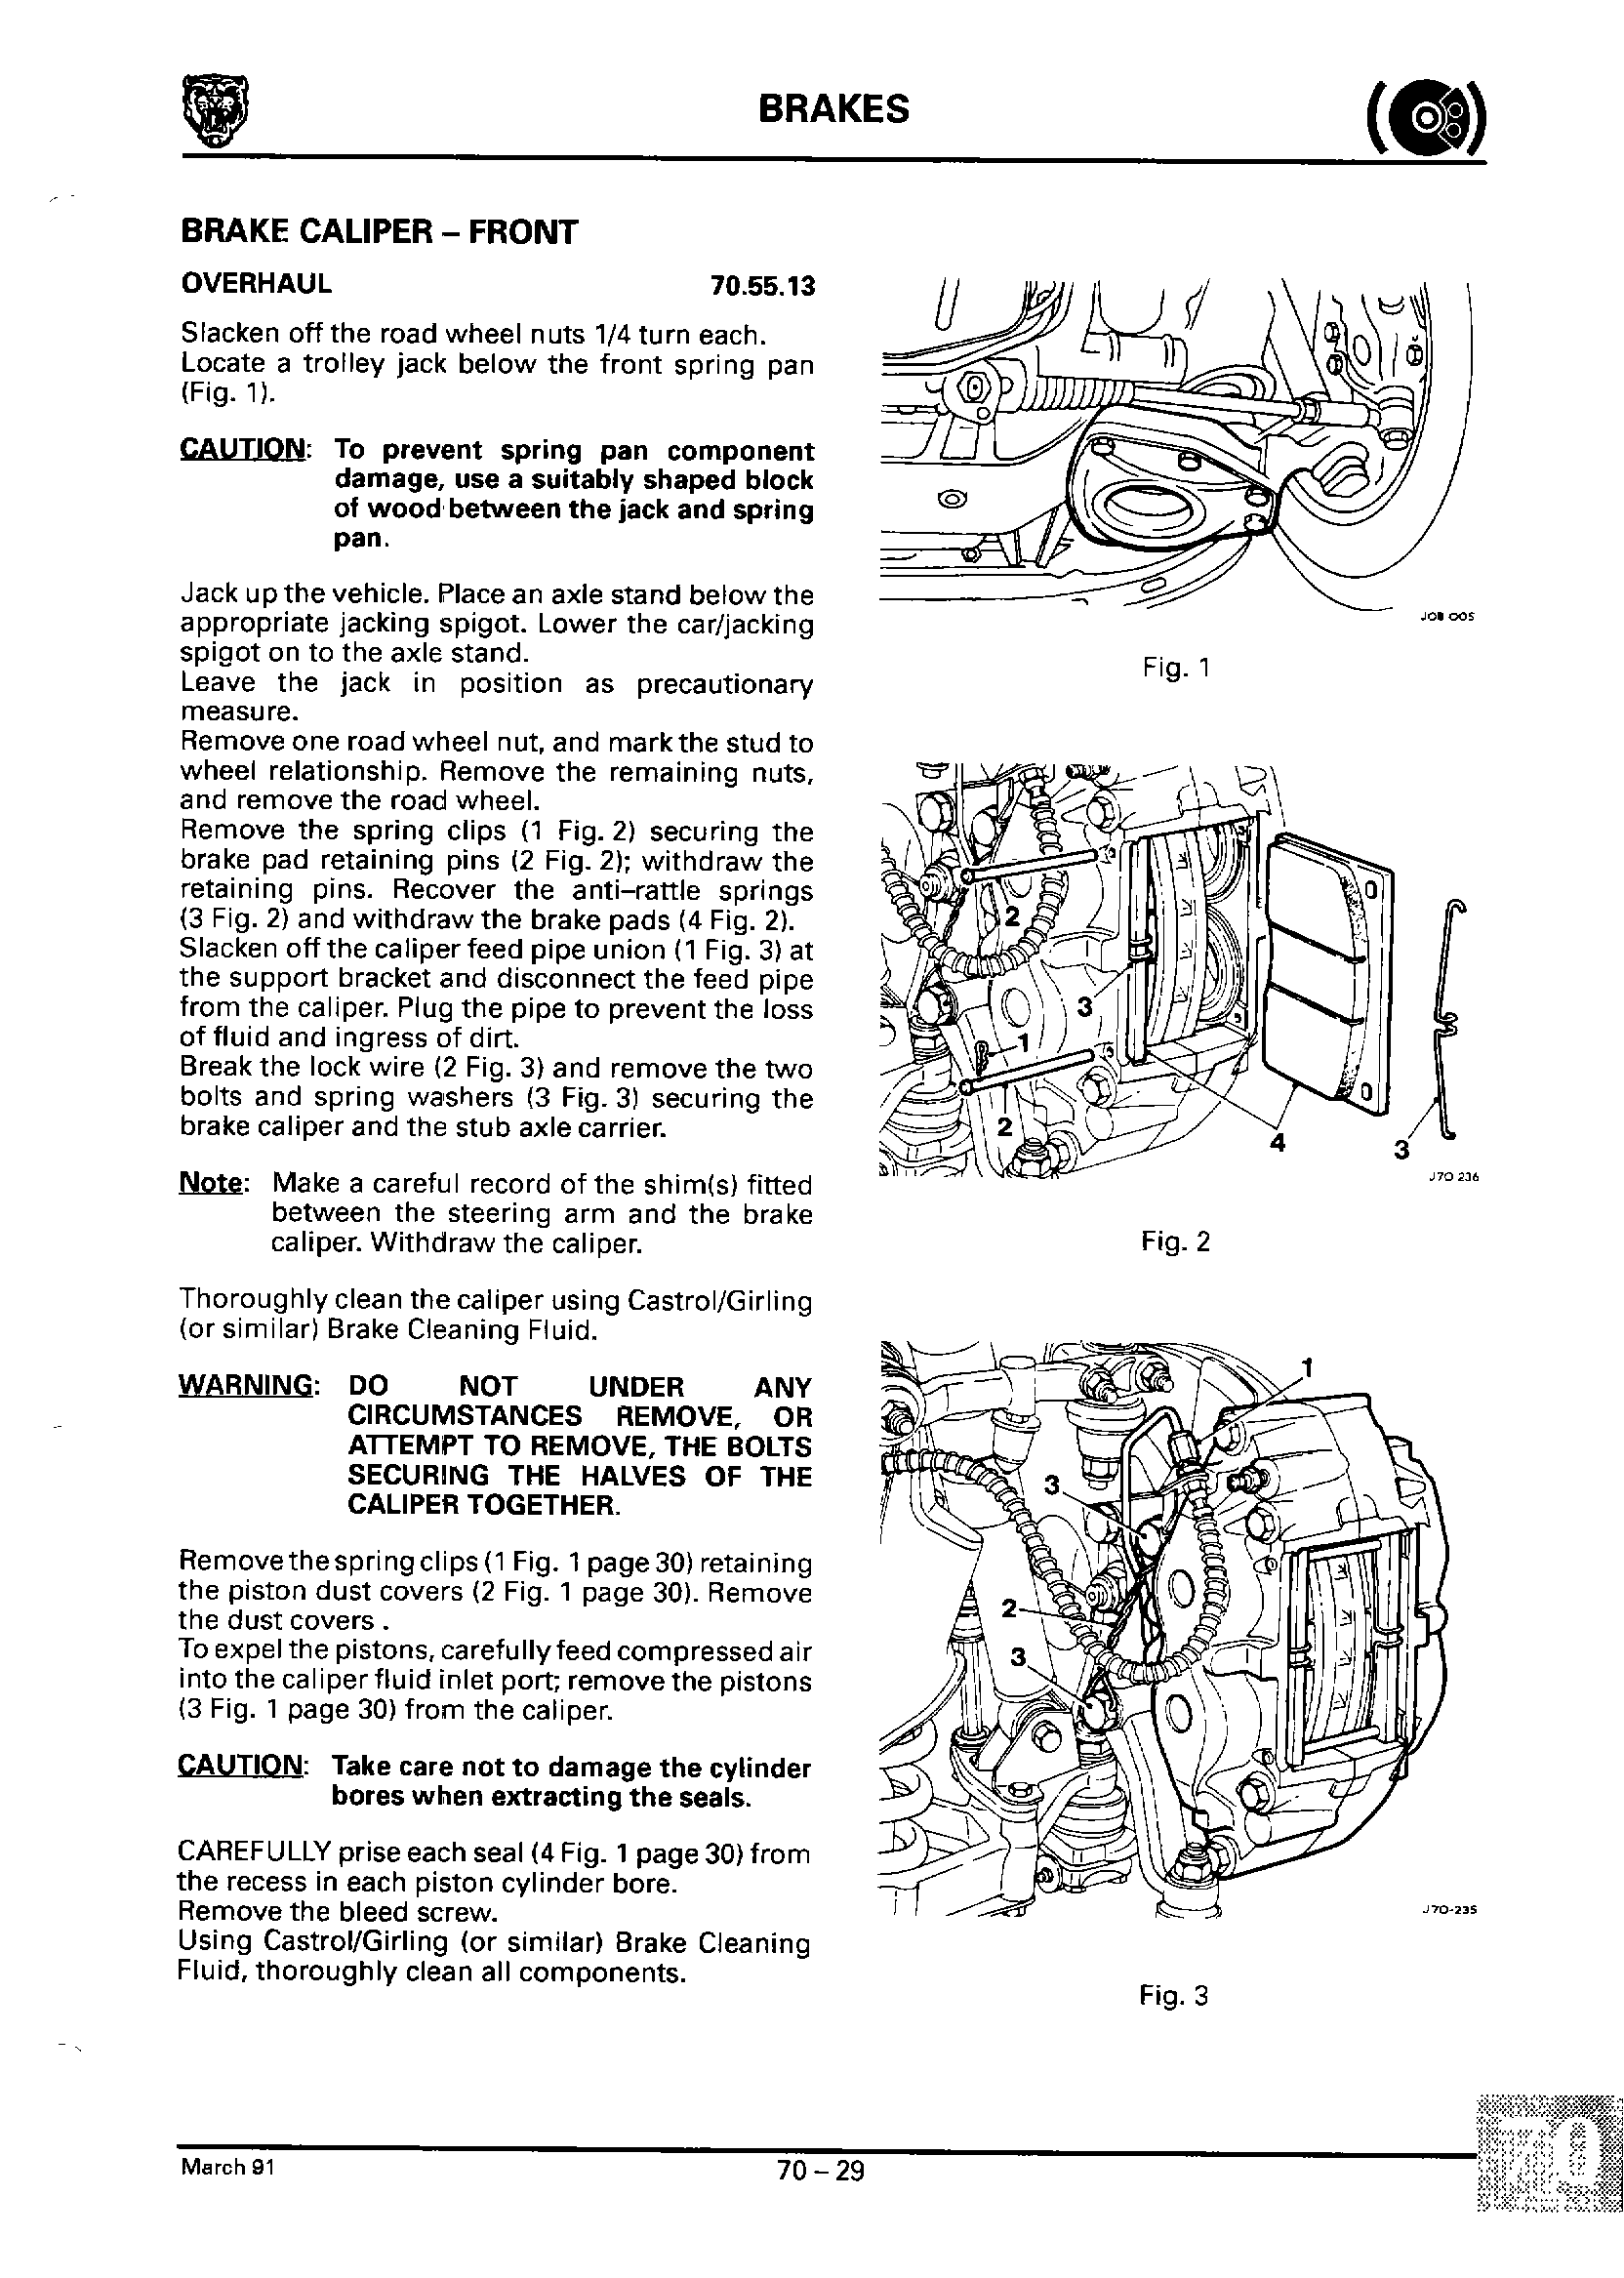 BRAKES
BRAKE CALIPER – FRONT
OVERHAUL 70.55.13
Slacken off the road wheel nuts 1/4 turn each.
Locate a trolley jack below the front spring pan
(Fig. 1).
CAUTION: To prevent spring pan component
damage, use a suitably shaped block
of wood between the jack and spring
pan.
Jack up the vehicle. Place an axle stand below the
appropriate jacking spigot. Lower the car/jacking
spigot on to the axle stand.
Leave the jack in position as precautionary
measure.
Remove one road wheel nut, and mark the stud to
wheel relationship. Remove the remaining nuts,
and remove the road wheel.
Remove the spring clips (1 Fig. 2) securing the
brake pad retaining pins (2 Fig. 2); withdraw the
retaining pins. Recover the anti–rattle springs
(3 Fig. 2) and withdraw the brake pads (4 Fig. 2).
Slacken off the caliper feed pipe union (1 Fig. 3) at
the support bracket and disconnect the feed pipe
from the caliper. Plug the pipe to prevent the loss
of fluid and ingress of dirt.
Break the lock wire (2 Fig. 3) and remove the two
bolts and spring washers (3 Fig. 3) securing the
brake caliper and the stub axle carrier.
Note: Make a careful record of the shim(s) fitted
between the steering arm and the brake
caliper. Withdraw the caliper.
Thoroughly clean the caliper using Castrol/Girling
(or similar) Brake Cleaning Fluid.
WARNING: DO NOT UNDER ANY
CIRCUMSTANCES REMOVE, OR
ATTEMPT TO REMOVE, THE BOLTS
SECURING THE HALVES OF THE
CALIPER TOGETHER.
Remove the spring clips (1 Fig. 1 page 30) retaining
the piston dust covers (2 Fig. 1 page 30). Remove
the dust covers .
To expel the pistons, carefully feed compressed air
into the caliper fluid inlet port; remove the pistons
(3 Fig. 1 page 30) from the caliper.
CAUTION: Take care not to damage the cylinder
bores when extracting the seals.
CAREFULLY prise each seal (4 Fig. 1 page 30) from
the recess in each piston cylinder bore.
Remove the bleed screw.
Using Castrol/Girling (or similar) Brake Cleaning
Fluid, thoroughly clean all components.
J08 005
Fig. 1
2
3
1
2
4
3
J70 236
Fig. 2
1
3
2
3
J70-235
Fig. 3
70
March 91
70 – 29